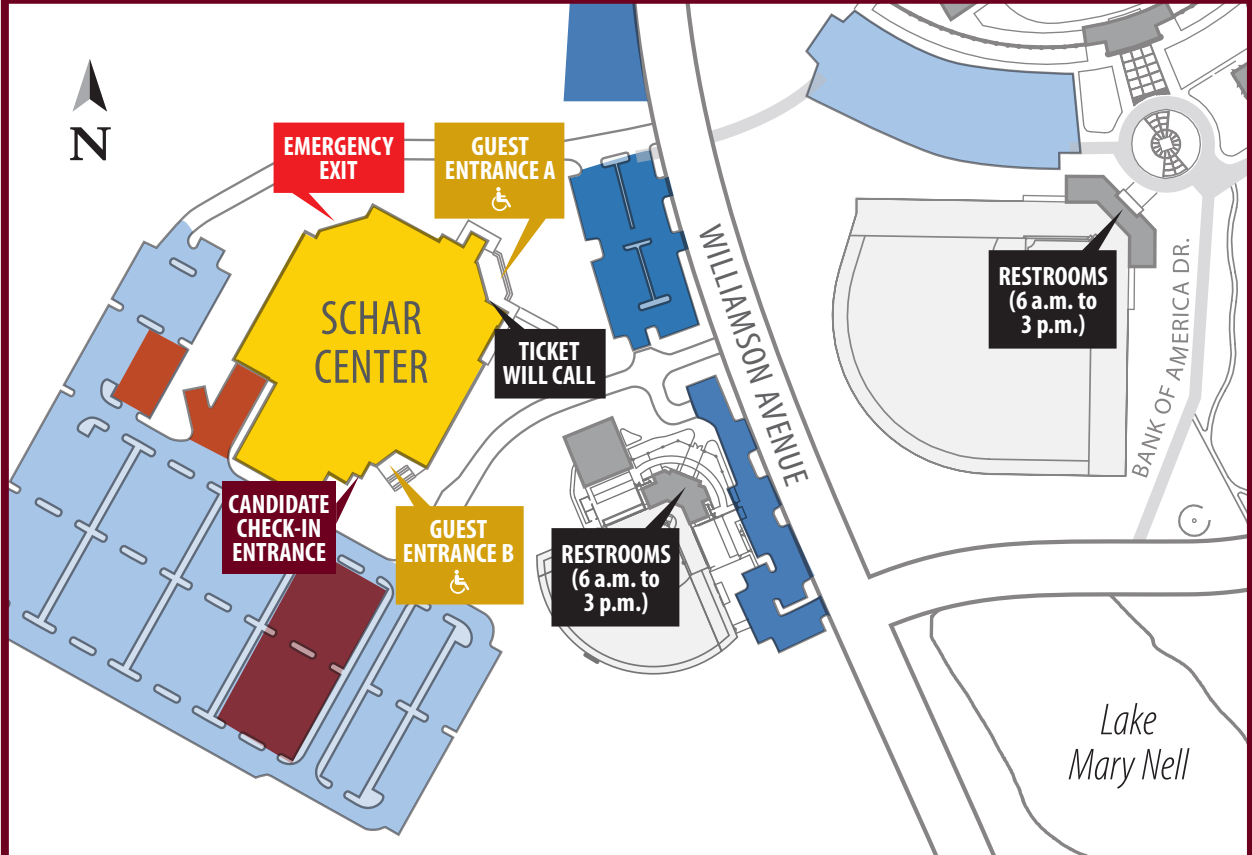 N
EMERGENCY
EXIT
GUEST
ENTRANCE A
SCHAR
CENTER
TICKET
WILL CALL
WILLIAMSON AVENUE
RESTROOMS
(6 a.m. to
3 p.m.)
BANK OF AMERICA DR.
CANDIDATE
CHECK-IN
ENTRANCE
GUEST
ENTRANCE B
RESTROOMS
(6 a.m. to
3 p.m.)
Lake
Mary Nell